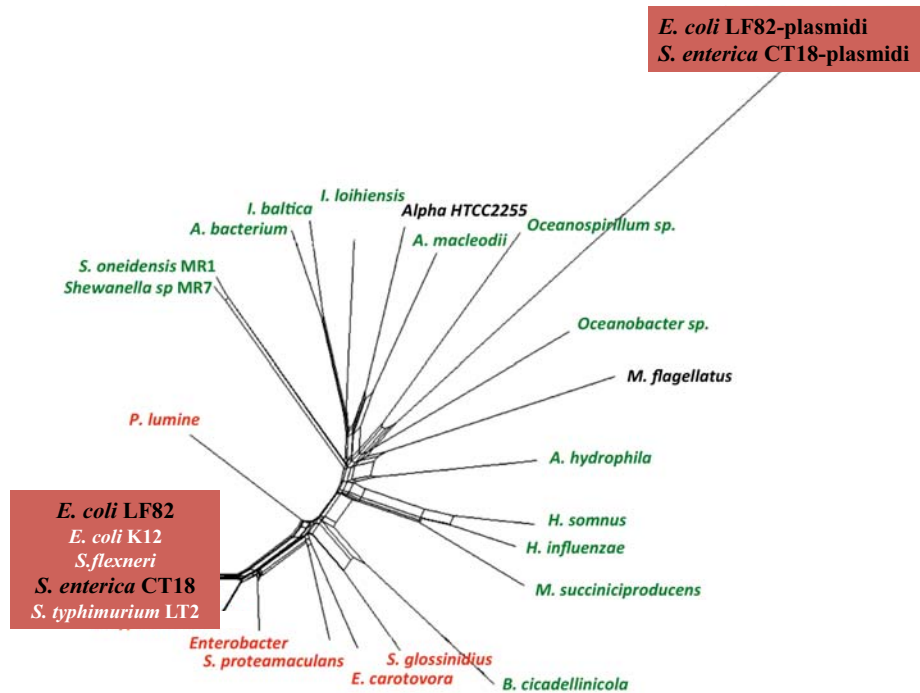 E. coli LF82-plasmidi
S. enterica CT18-plasmidi
I. loihiensis
I. baltica
Alpha HTCC2255
A. bacterium
Oceanospirillum sp.
A. macleodii
S. oneidensis MR1
Shewanella sp MR7
Oceanobacter sp.
M. flagellatus
P. lumine
A. hydrophila
E. coli LF82
E. coli K12
S.flexneri
S. enterica CT18
S. typhimurium LT2
H. somnus
H. influenzae
M. succiniciproducens
Enterobacter
S. proteamaculans
S. glossinidius
E. carotovora
B. cicadellinicola